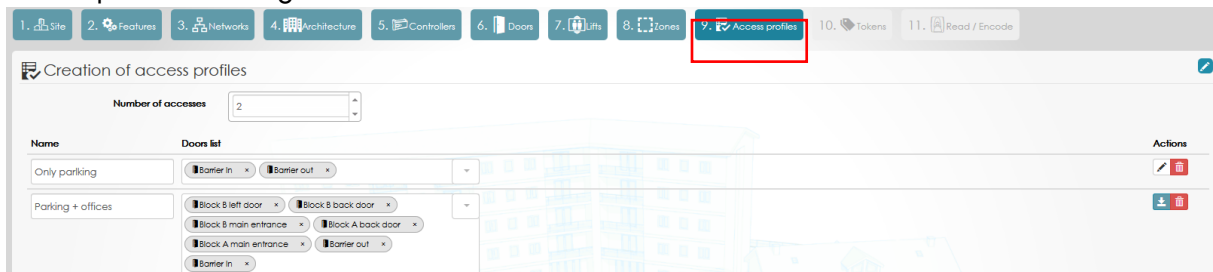 1. Site 2. Features 3. Networks 4. Architecture 5. Controllers 6. Doors 7. Lifts 8. Zones 9. Access profiles 10. Tokens 11. Read / Encode
Creation of access profiles
Number of accesses 2
Name Doors list Actions
Only parlking Barrier in × Barrier out ×
Parking + offices Block B left door × Block B back door ×
Block B main entrance × Block A back door ×
Block A main entrance × Barrier out ×
Barrier in ×